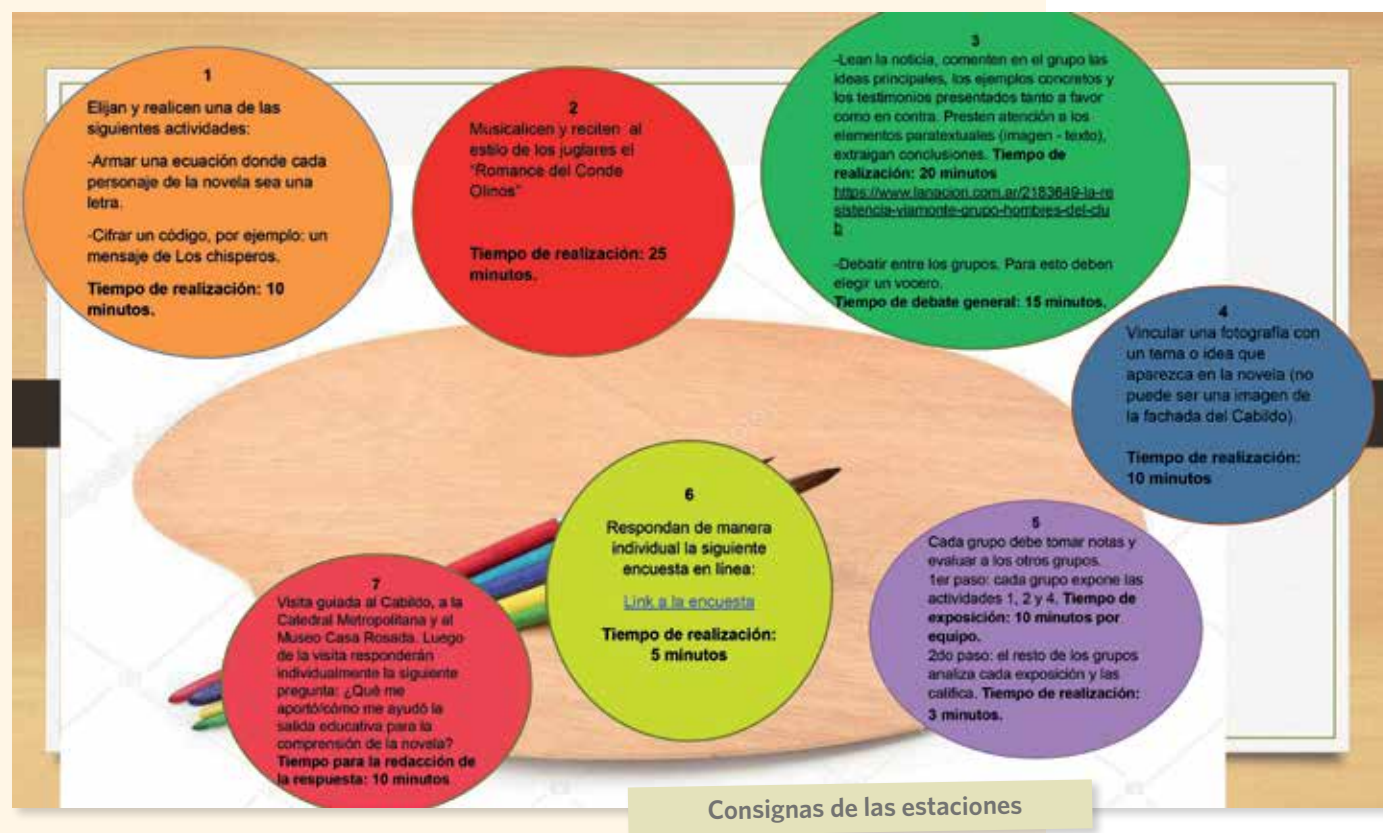 1
Elijan y realicen una de las
siguientes actividades:
-Armar una ecuación donde cada
personaje de la novela sea una
letra.
-Cifrar un código, por ejemplo: un
mensaje de Los chisperos.
Tiempo de realización: 10
minutos.
2
Musicalicen y reciten al
estilo de los juglares el
"Romance del Conde
Olinos"
Tiempo de realización: 25
minutos.
3
-Lean la noticia, comenten en el grupo las
ideas principales, los ejemplos concretos y
los testimonios presentados tanto a favor
como en contra. Presten atención a los
elementos paratextuales (imagen - texto),
extraigan conclusiones. Tiempo de
realización: 20 minutos
https://www.lanacion.com.ar/2183649-la-re
sistencia-viamonte-grupo-hombres-del-clu
b
-Debatir entre los grupos. Para esto deben
elegir un vocero.
Tiempo de debate general: 15 minutos.
4
Vincular una fotografía con
un tema o idea que
aparezca en la novela (no
puede ser una imagen de
la fachada del Cabildo).
Tiempo de realización:
10 minutos
5
Cada grupo debe tomar notas y
evaluar a los otros grupos.
1er paso: cada grupo expone las
actividades 1, 2 y 4. Tiempo de
exposición: 10 minutos por
equipo.
2do paso: el resto de los grupos
analiza cada exposición y las
califica. Tiempo de realización:
3 minutos.
6
Respondan de manera
individual la siguiente
encuesta en línea:
Link a la encuesta
Tiempo de realización:
5 minutos
7
Visita guiada al Cabildo, a la
Catedral Metropolitana y al
Museo Casa Rosada. Luego
de la visita responderán
individualmente la siguiente
pregunta: ¿Qué me
aportó/cómo me ayudó la
salida educativa para la
comprensión de la novela?
Tiempo para la redacción de
la respuesta: 10 minutos
Consignas de las estaciones